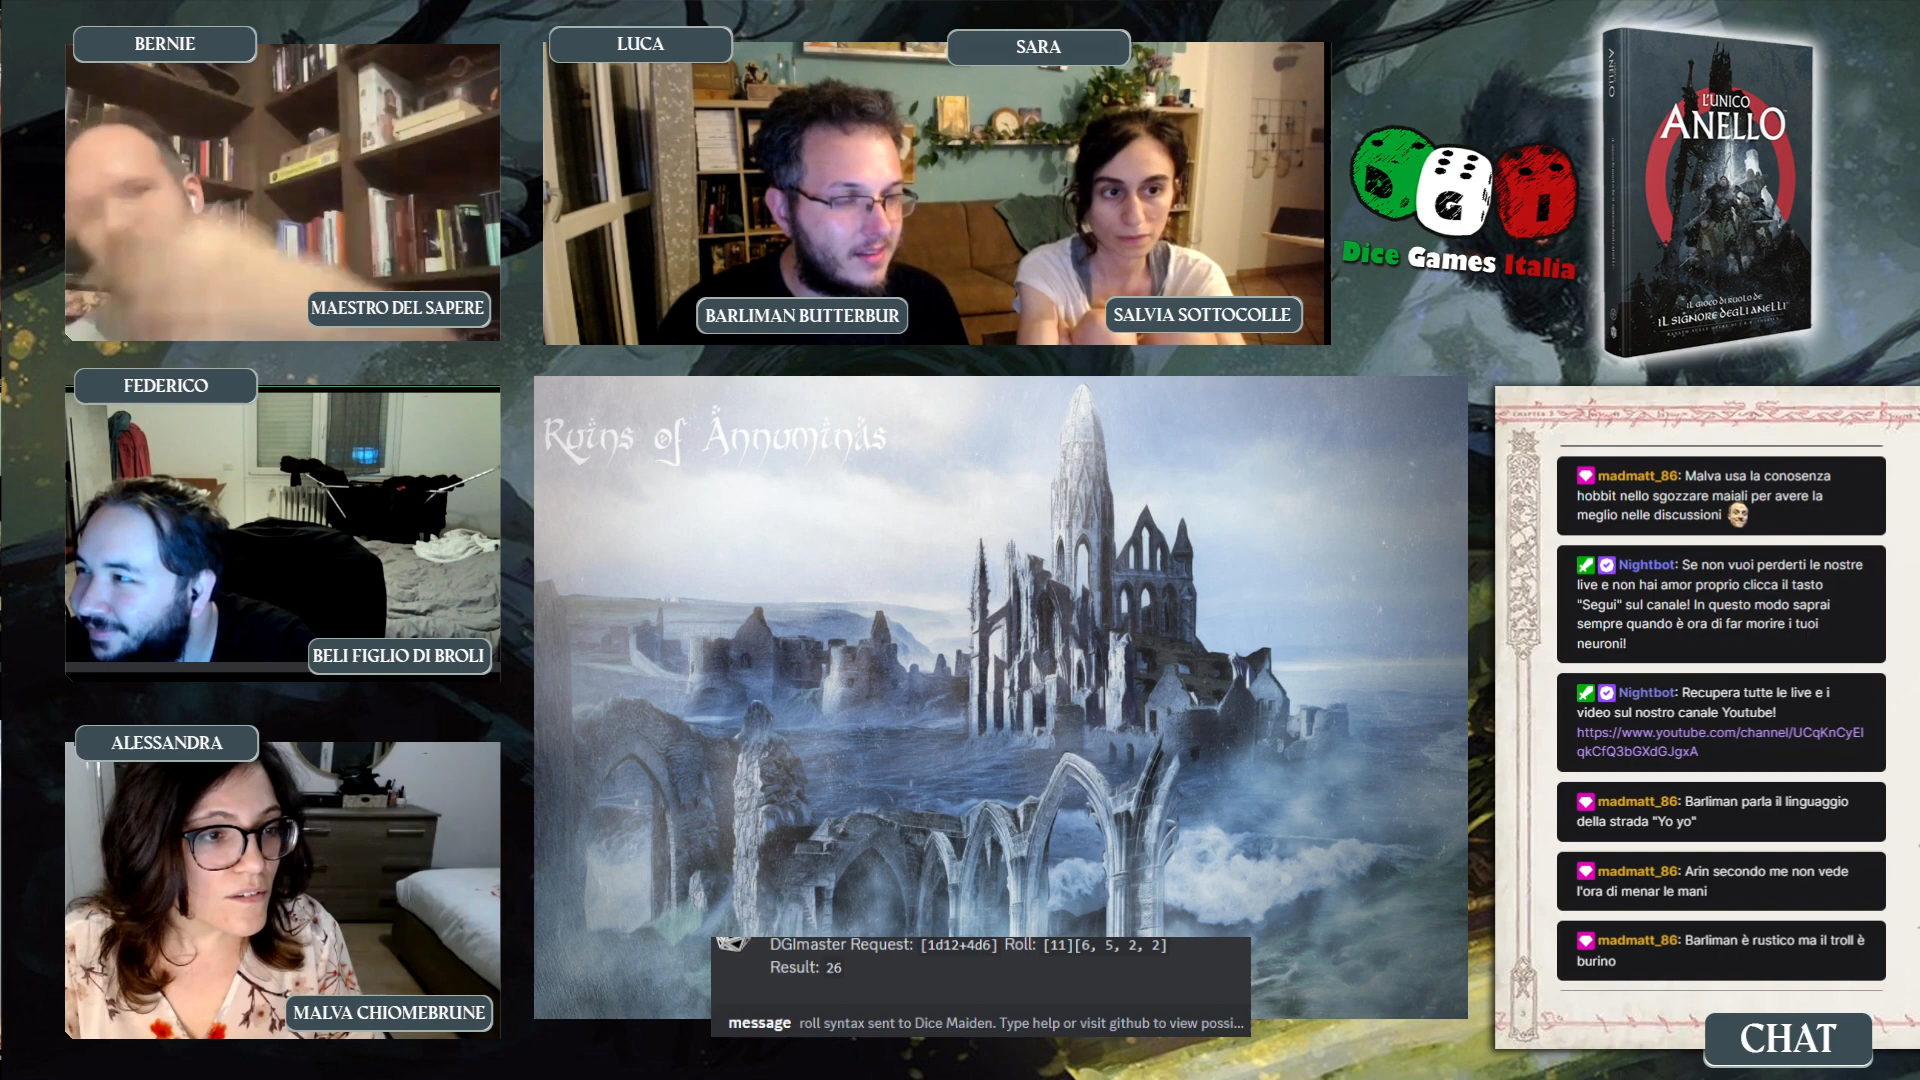 BERNIE
MAESTRO DEL SAPERE
LUCA
BARLIMAN BUTTERBUR
SARA
SALVIA SOTTOCOLLE
D G I
Dice Games Italia
ANELLO
L'UNICO
ANELLO
IL GIOCO DI RUOLO DE
IL SIGNORE DEGLI ANELLI
FEDERICO
BELI FIGLIO DI BROLI
ALESSANDRA
MALVA CHIOMEBRUNE
Ruins of Annuminas
DGImaster Request: [1d12+4d6] Roll: [11][6, 5, 2, 2]
Result: 26
message roll syntax sent to Dice Maiden. Type help or visit github to view possi...
madmatt_86: Malva usa la conosenza
hobbit nello sgozzare maiali per avere la
meglio nelle discussioni
Nightbot: Se non vuoi perderti le nostre
live e non hai amor proprio clicca il tasto
"Segui" sul canale! In questo modo saprai
sempre quando è ora di far morire i tuoi
neuroni!
Nightbot: Recupera tutte le live e i
video sul nostro canale Youtube!
https://www.youtube.com/channel/UCqKnCyEl
qkCfQ3bGXdGJgxA
madmatt_86: Barliman parla il linguaggio
della strada "Yo yo"
madmatt_86: Arin secondo me non vede
l'ora di menar le mani
madmatt_86: Barliman è rustico ma il troll è
burino
CHAT